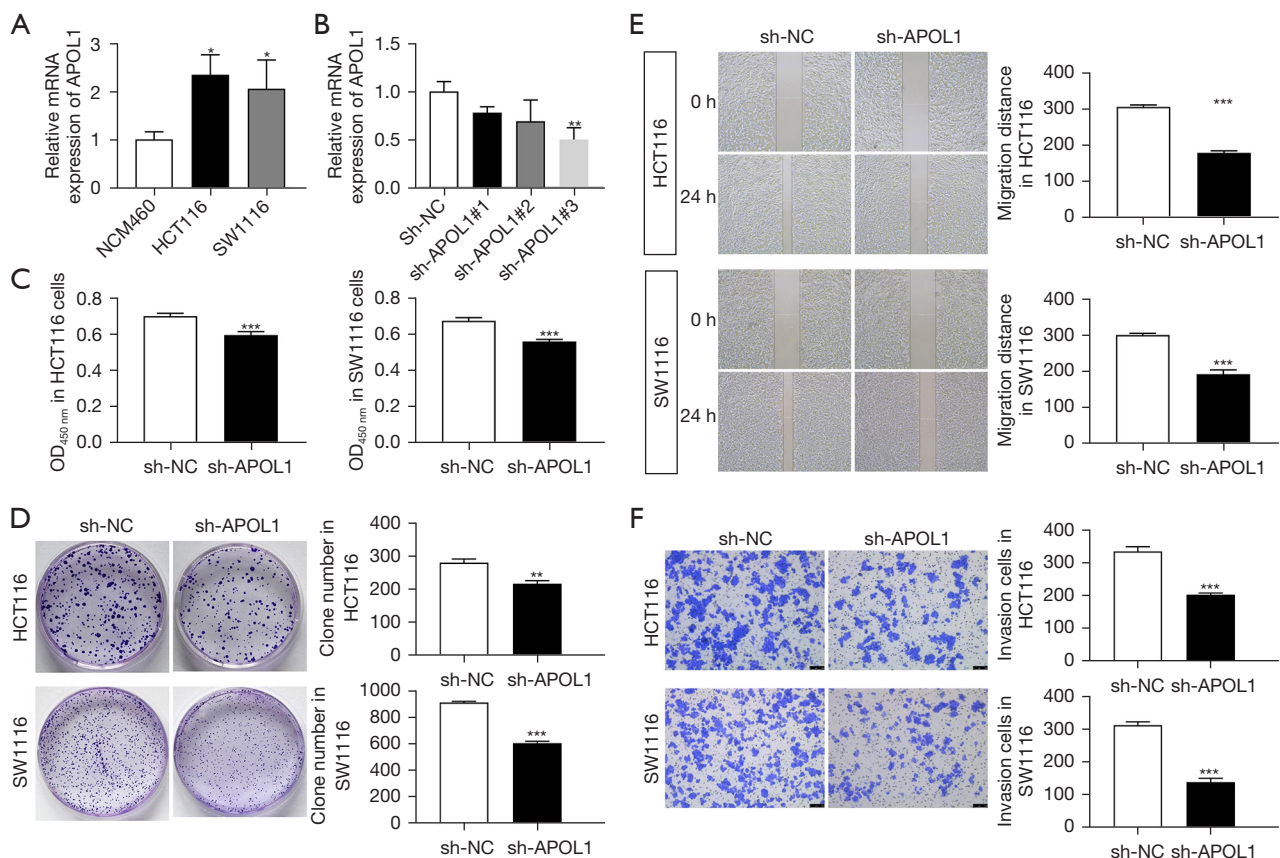 A
Relative mRNA
expression of APOL1
3
2
1
0
*
*
NCM460
HCT116
SW1116
B
Relative mRNA
expression of APOL1
1.5
1.0
0.5
0.0
**
Sh-NC
sh-APOL1#1
sh-APOL1#2
sh-APOL1#3
C
OD450 nm in HCT116 cells
0.8
0.6
0.4
0.2
0.0
***
sh-NC sh-APOL1
OD450 nm in SW1116 cells
0.8
0.6
0.4
0.2
0.0
***
sh-NC sh-APOL1
D
sh-NC sh-APOL1
HCT116
SW1116
Clone number in
HCT116
400
300
200
100
0
**
sh-NC sh-APOL1
Clone number in
SW1116
1000
800
600
400
200
0
***
sh-NC sh-APOL1
E
sh-NC sh-APOL1
HCT116
0 h
24 h
SW1116
0 h
24 h
Migration distance
in HCT116
400
300
200
100
0
***
sh-NC sh-APOL1
Migration distance
in SW1116
400
300
200
100
0
***
sh-NC sh-APOL1
F
sh-NC sh-APOL1
HCT116
SW1116
Invasion cells in
HCT116
400
300
200
100
0
***
sh-NC sh-APOL1
Invasion cells in
SW1116
400
300
200
100
0
***
sh-NC sh-APOL1